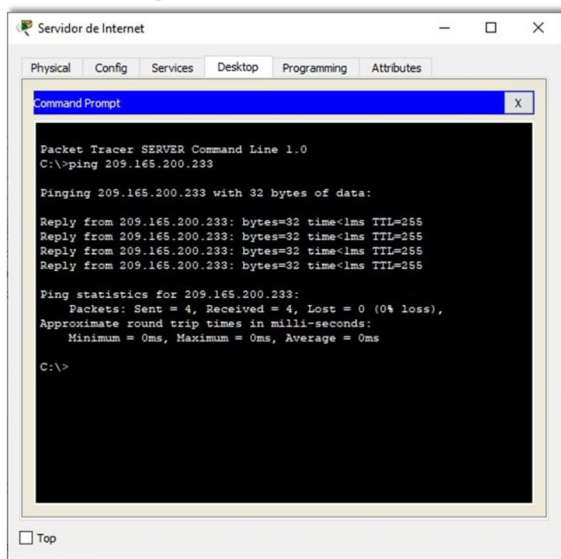 Servidor de Internet
Physical Config Services Desktop Programming Attributes
Command Prompt X
Packet Tracer SERVER Command Line 1.0
C:\>ping 209.165.200.233
Pinging 209.165.200.233 with 32 bytes of data:
Reply from 209.165.200.233: bytes=32 time<1ms TTL=255
Reply from 209.165.200.233: bytes=32 time<1ms TTL=255
Reply from 209.165.200.233: bytes=32 time<1ms TTL=255
Reply from 209.165.200.233: bytes=32 time<1ms TTL=255
Ping statistics for 209.165.200.233:
Packets: Sent = 4, Received = 4, Lost = 0 (0% loss),
Approximate round trip times in milli-seconds:
Minimum = 0ms, Maximum = 0ms, Average = 0ms
C:\>
Top